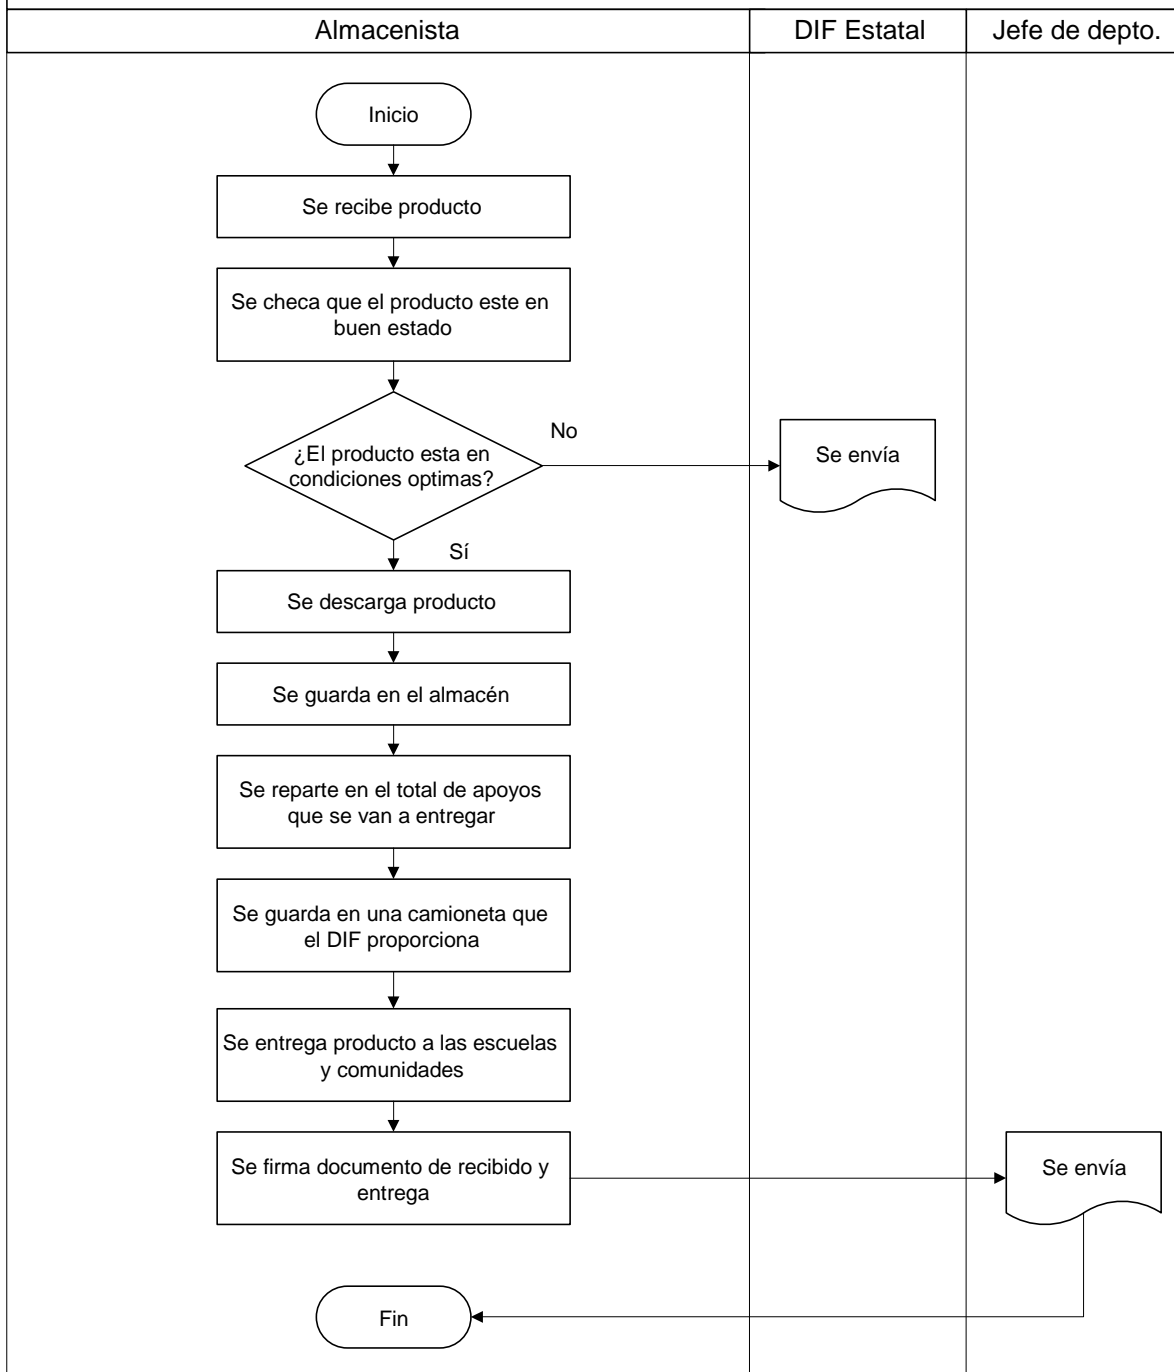 Almacenista
DIF Estatal
Jefe de depto.
Inicio
Se recibe producto
Se checa que el producto este en
buen estado
¿El producto esta en
condiciones optimas?
No
Se envía
Sí
Se descarga producto
Se guarda en el almacén
Se reparte en el total de apoyos
que se van a entregar
Se guarda en una camioneta que
el DIF proporciona
Se entrega producto a las escuelas
y comunidades
Se firma documento de recibido y
entrega
Se envía
Fin